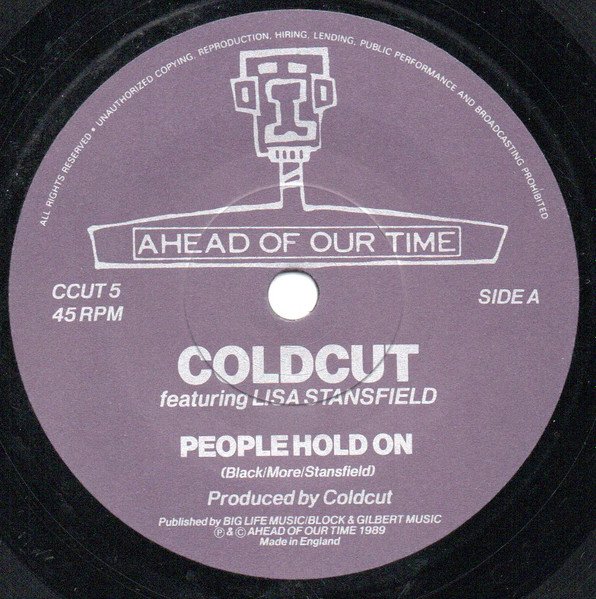 ALL RIGHTS RESERVED • UNAUTHORIZED COPYING, REPRODUCTION, HIRING, LENDING, PUBLIC PERFORMANCE AND BROADCASTING PROHIBITED
AHEAD OF OUR TIME
CCUT 5
45 RPM
SIDE A
COLDCUT
featuring LISA STANSFIELD
PEOPLE HOLD ON
(Black/More/Stansfield)
Produced by Coldcut
Published by BIG LIFE MUSIC/BLOCK & GILBERT MUSIC
Ⓟ & © AHEAD OF OUR TIME 1989
Made in England